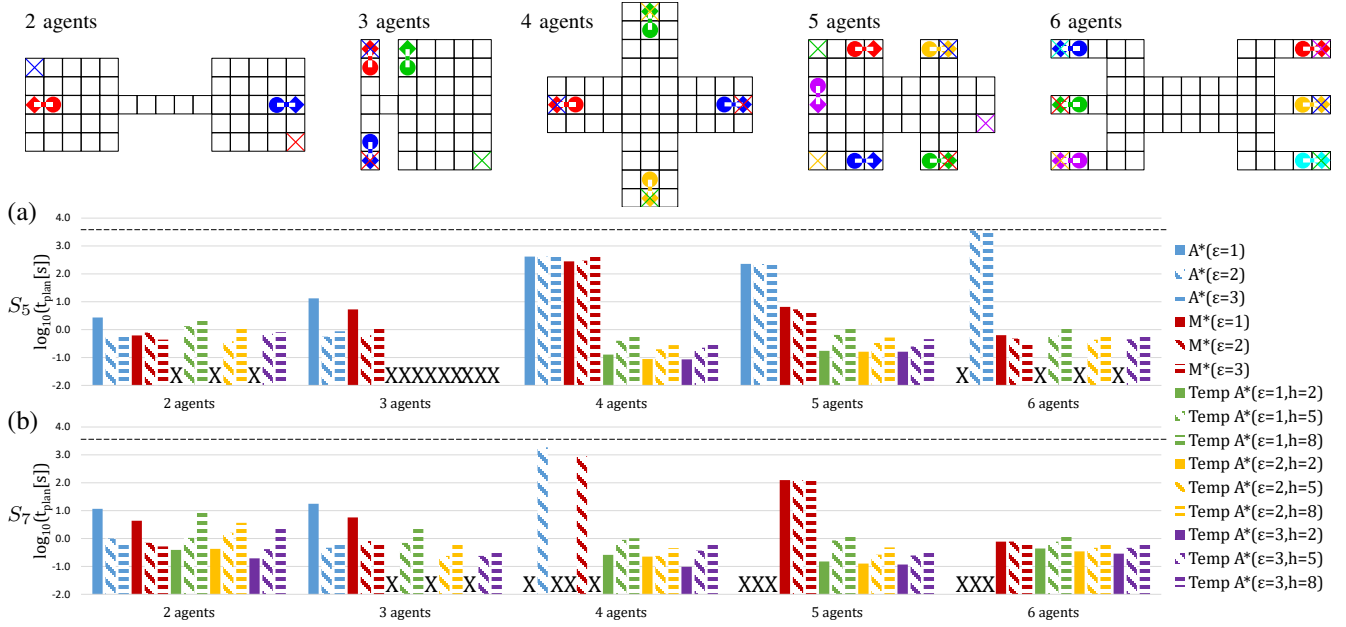 2 agents
3 agents
4 agents
5 agents
6 agents
(a)
S₅
log₁₀(t_plan[s])
4.0
3.0
2.0
1.0
0.0
-1.0
-2.0
X X X XXXXXXXXX X X X X
2 agents 3 agents 4 agents 5 agents 6 agents
(b)
S₇
log₁₀(t_plan[s])
4.0
3.0
2.0
1.0
0.0
-1.0
-2.0
X X X X XX X XXX XXX
2 agents 3 agents 4 agents 5 agents 6 agents
A*(ε=1)
A*(ε=2)
A*(ε=3)
M*(ε=1)
M*(ε=2)
M*(ε=3)
Temp A*(ε=1,h=2)
Temp A*(ε=1,h=5)
Temp A*(ε=1,h=8)
Temp A*(ε=2,h=2)
Temp A*(ε=2,h=5)
Temp A*(ε=2,h=8)
Temp A*(ε=3,h=2)
Temp A*(ε=3,h=5)
Temp A*(ε=3,h=8)